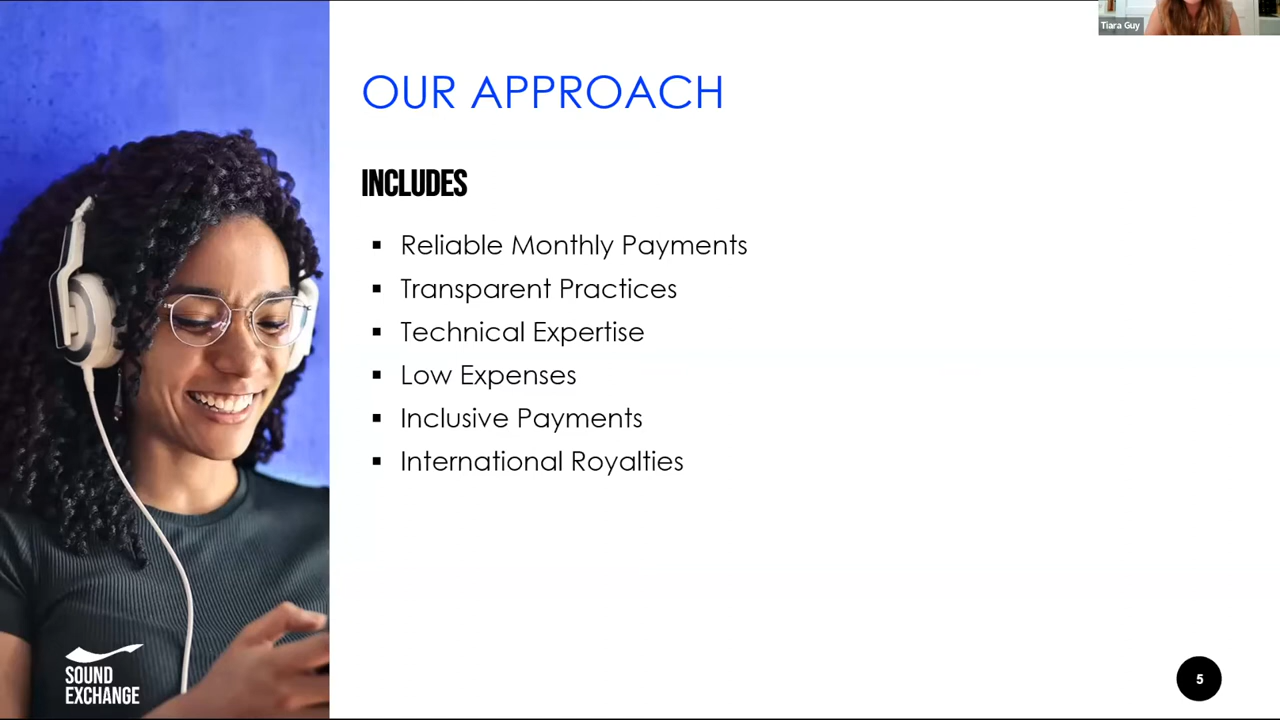 Tiara Guy
OUR APPROACH
INCLUDES
▪ Reliable Monthly Payments
▪ Transparent Practices
▪ Technical Expertise
▪ Low Expenses
▪ Inclusive Payments
▪ International Royalties
SOUND
EXCHANGE
5